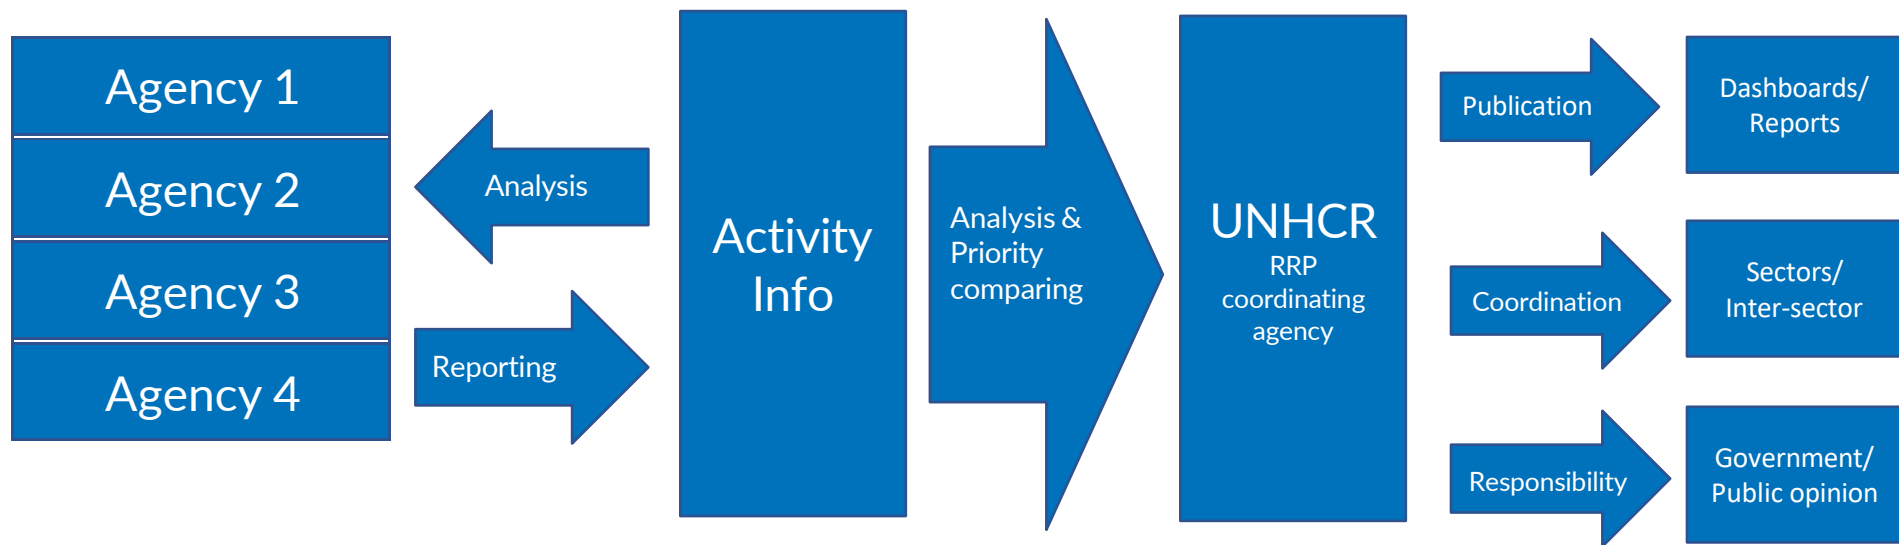 Agency 1
Agency 2
Agency 3
Agency 4
Analysis
Reporting
Activity
Info
Analysis &
Priority
comparing
UNHCR
RRP
coordinating
agency
Publication
Coordination
Responsibility
Dashboards/
Reports
Sectors/
Inter-sector
Government/
Public opinion